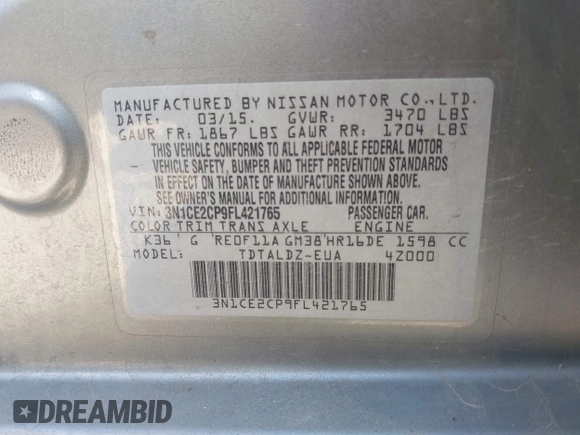 MANUFACTURED BY NISSAN MOTOR CO.,LTD.
DATE: 03/15. GVWR: 3470 LBS
GAWR FR: 1867 LBS GAWR RR: 1704 LBS
THIS VEHICLE CONFORMS TO ALL APPLICABLE FEDERAL MOTOR
VEHICLE SAFETY, BUMPER AND THEFT PREVENTION STANDARDS
IN EFFECT ON THE DATE OF MANUFACTURE SHOWN ABOVE.
SEE OWNER'S MANUAL FOR ADDITIONAL INFORMATION.
VIN: 3N1CE2CP9FL421765 PASSENGER CAR.
COLOR TRIM TRANS AXLE ENGINE
K36 G RE0F11A GM38 HR16DE 1598 CC
MODEL: TDTALDZ-EUA 4Z000
3N1CE2CP9FL421765
DREAMBID